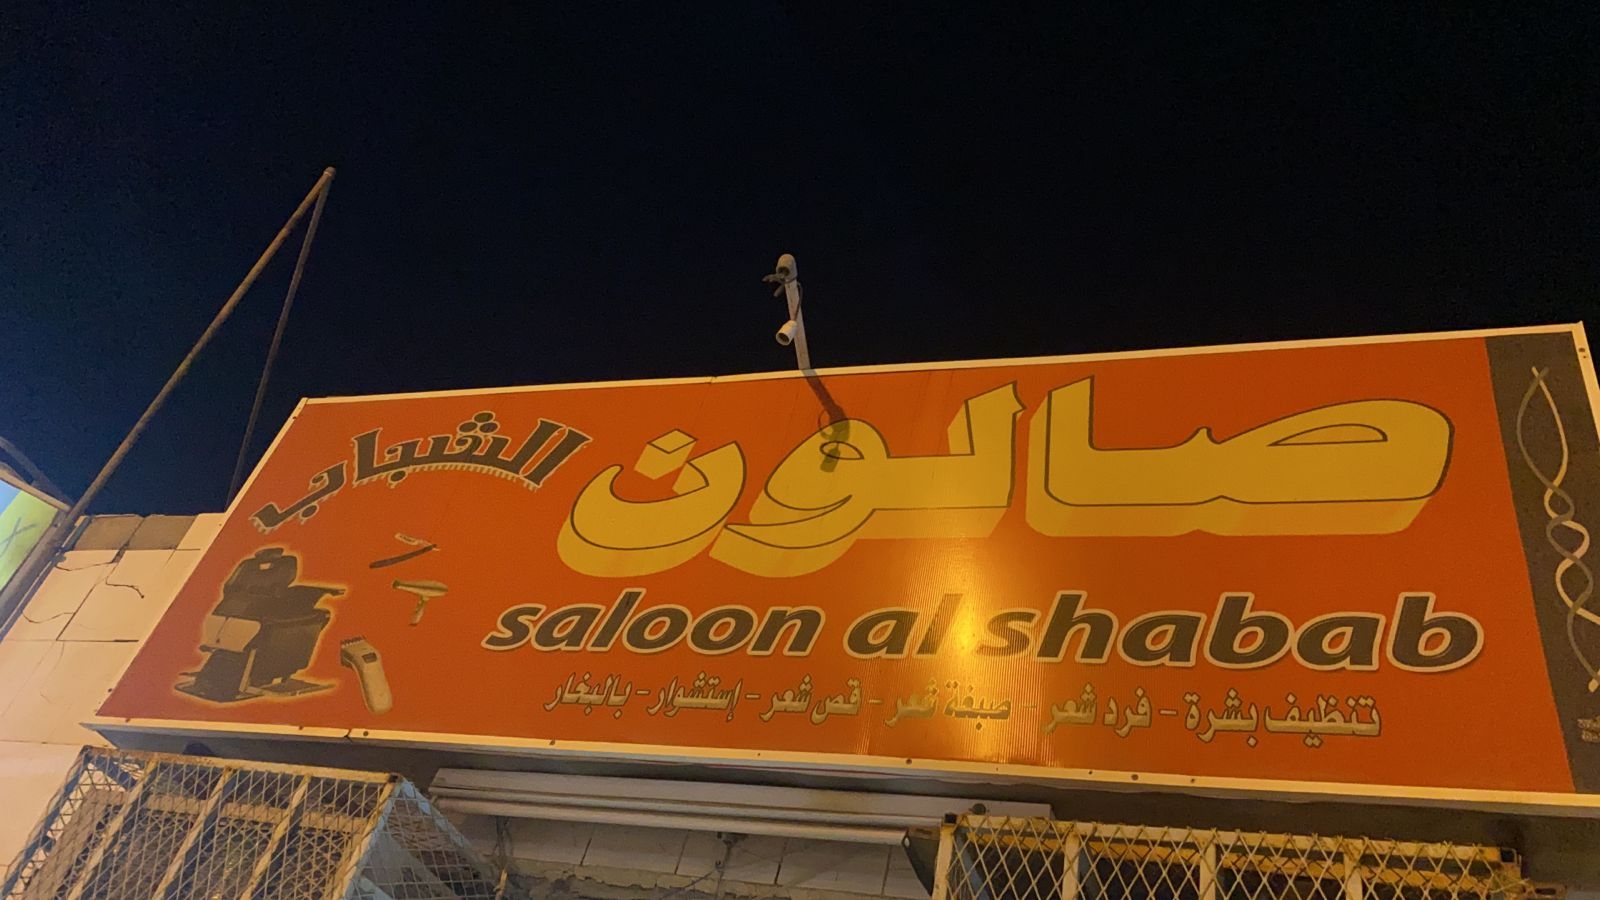 صالون الشباب
saloon al shabab
تنظيف بشرة - فرد شعر - صبغة شعر - قص شعر - إستشوار - بالبخار